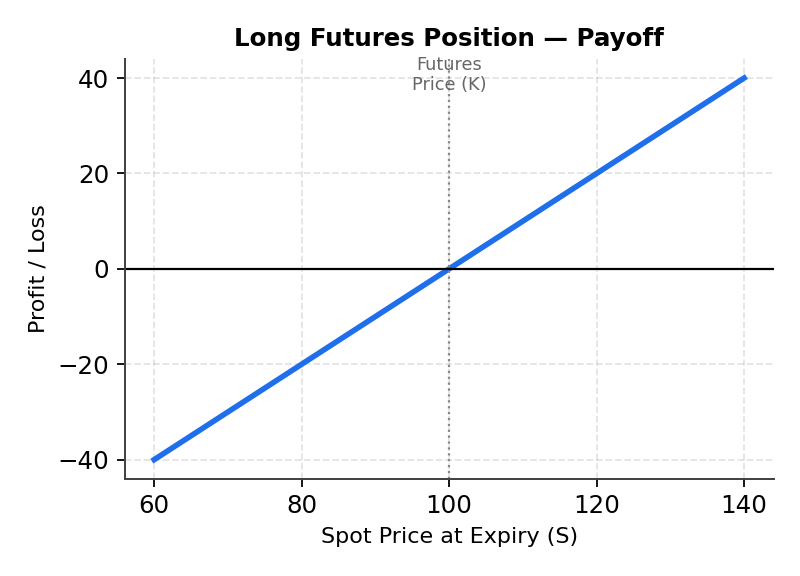 Long Futures Position — Payoff
Futures
Price (K)
40
20
0
−20
−40
Profit / Loss
60 80 100 120 140
Spot Price at Expiry (S)